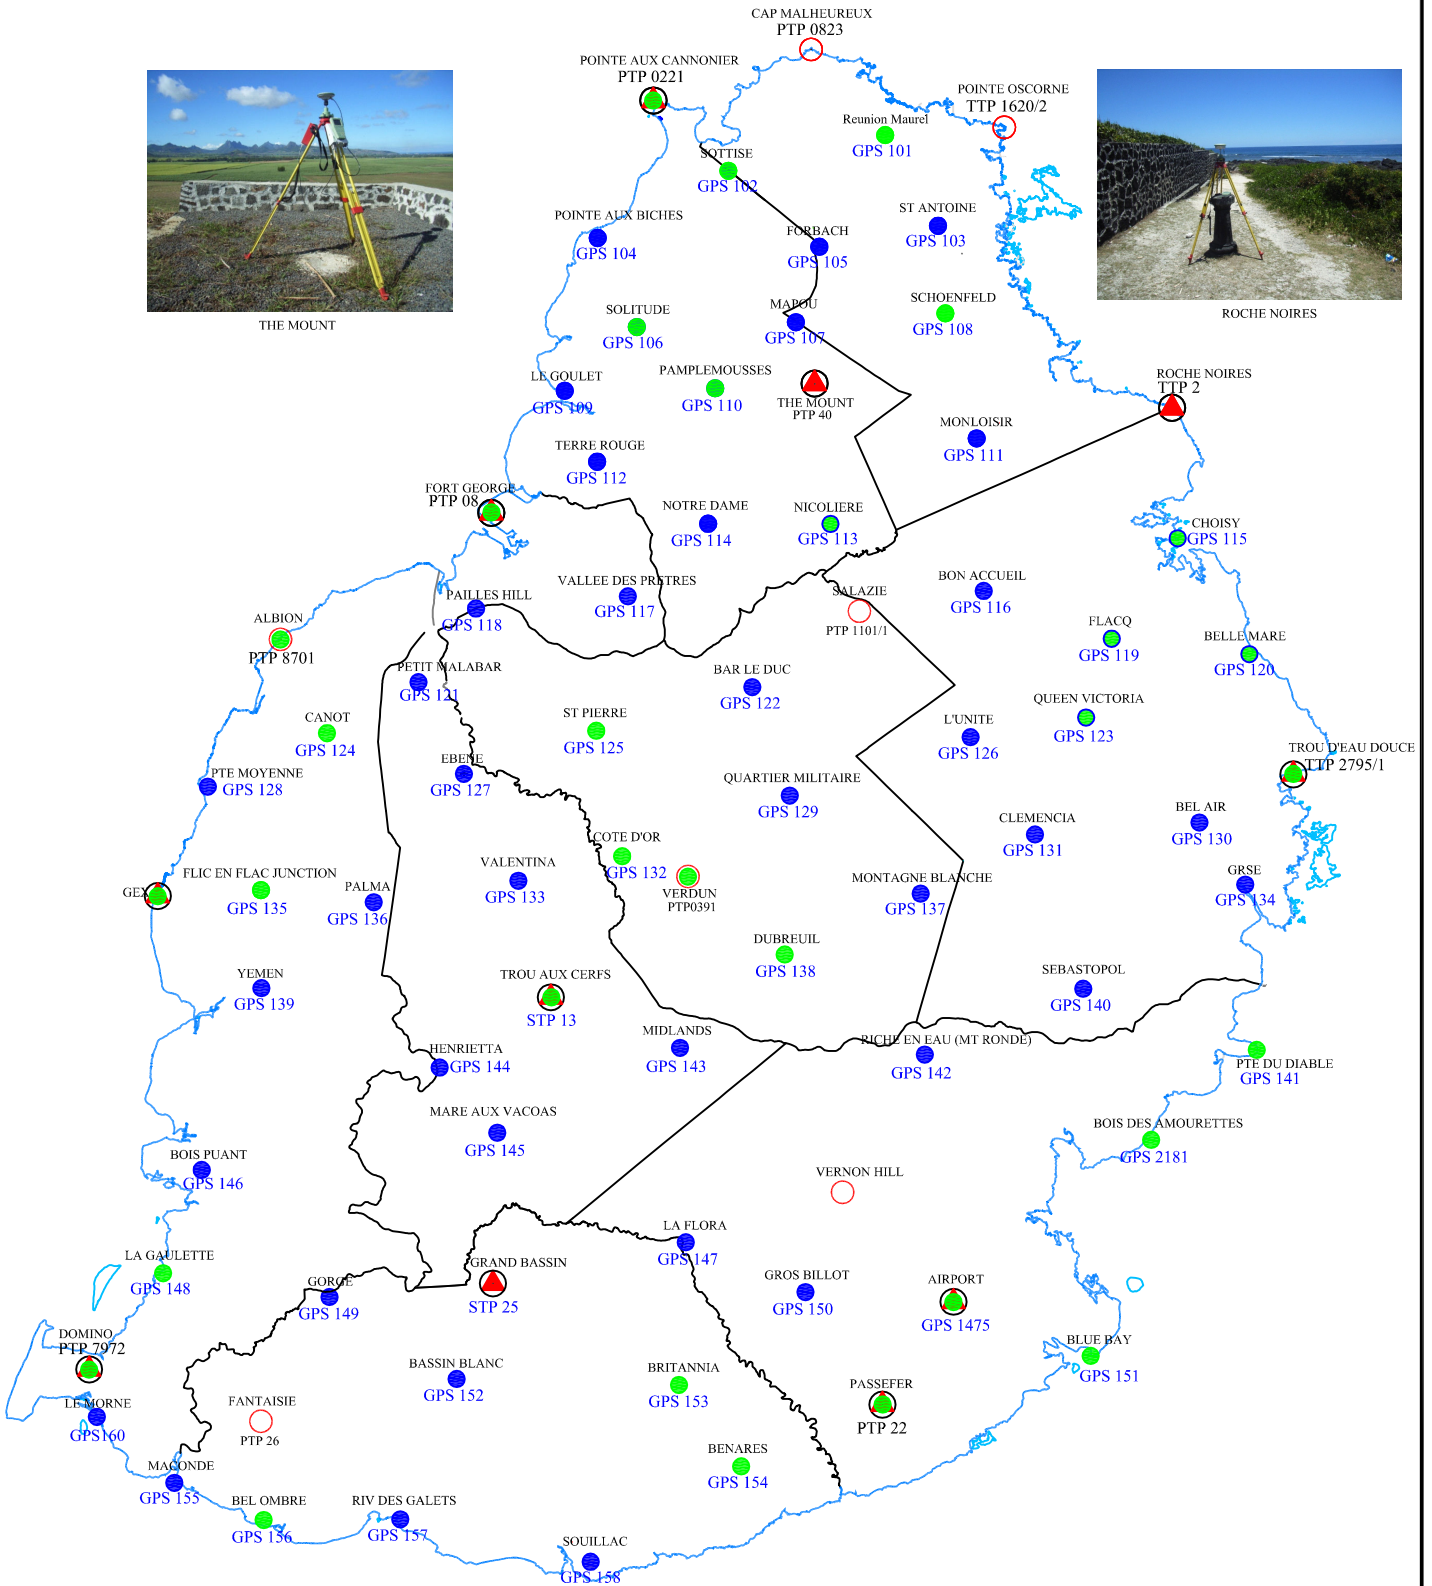 CAP MALHEUREUX
PTP 0823
POINTE AUX CANNONIER
PTP 0221
POINTE OSCORNE
TTP 1620/2
Reunion Maurel
GPS 101
SOTTISE
GPS 102
POINTE AUX BICHES
GPS 104
ST ANTOINE
GPS 103
FORBACH
GPS 105
THE MOUNT
ROCHE NOIRES
SOLITUDE
GPS 106
MAPOU
GPS 107
SCHOENFELD
GPS 108
LE GOULET
GPS 109
PAMPLEMOUSSES
GPS 110
THE MOUNT
PTP 40
ROCHE NOIRES
TTP 2
MONLOISIR
GPS 111
TERRE ROUGE
GPS 112
FORT GEORGE
PTP 08
NOTRE DAME
GPS 114
NICOLIERE
GPS 113
CHOISY
GPS 115
VALLEE DES PRETRES
GPS 117
BON ACCUEIL
GPS 116
PAILLES HILL
GPS 118
SALAZIE
PTP 1101/1
ALBION
PTP 8701
FLACQ
GPS 119
BELLE MARE
GPS 120
PETIT MALABAR
GPS 121
BAR LE DUC
GPS 122
QUEEN VICTORIA
GPS 123
CANOT
GPS 124
ST PIERRE
GPS 125
L'UNITE
GPS 126
TROU D'EAU DOUCE
TTP 2795/1
EBENE
GPS 127
PTE MOYENNE
GPS 128
QUARTIER MILITAIRE
GPS 129
BEL AIR
GPS 130
CLEMENCIA
GPS 131
COTE D'OR
GPS 132
VALENTINA
GPS 133
VERDUN
PTP0391
GRSE
GPS 134
GEX
FLIC EN FLAC JUNCTION
GPS 135
PALMA
GPS 136
MONTAGNE BLANCHE
GPS 137
DUBREUIL
GPS 138
YEMEN
GPS 139
TROU AUX CERFS
STP 13
SEBASTOPOL
GPS 140
MIDLANDS
GPS 143
RICHE EN EAU (MT RONDE)
GPS 142
PTE DU DIABLE
GPS 141
HENRIETTA
GPS 144
MARE AUX VACOAS
GPS 145
BOIS DES AMOURETTES
GPS 2181
BOIS PUANT
GPS 146
VERNON HILL
LA FLORA
GPS 147
LA GAULETTE
GPS 148
GORGE
GPS 149
GRAND BASSIN
STP 25
GROS BILLOT
GPS 150
AIRPORT
GPS 1475
DOMINO
PTP 7972
BLUE BAY
GPS 151
BASSIN BLANC
GPS 152
BRITANNIA
GPS 153
PASSEFER
PTP 22
LE MORNE
GPS160
FANTAISIE
PTP 26
BENARES
GPS 154
MACONDE
GPS 155
BEL OMBRE
GPS 156
RIV DES GALETS
GPS 157
SOUILLAC
GPS 158